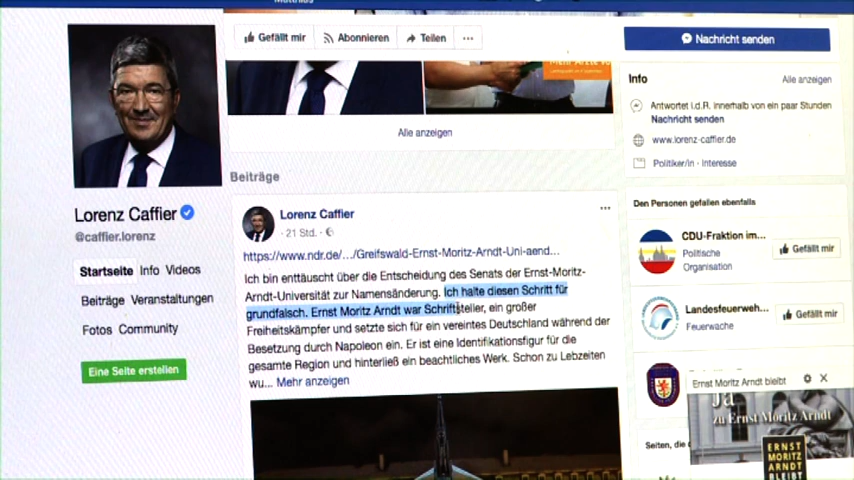 Matthias
Gefällt mir
Abonnieren
Teilen
Nachricht senden
Mehr Ärzte
Alle anzeigen
Info
Alle anzeigen
Antwortet i.d.R. innerhalb von ein paar Stunden
Nachricht senden
www.lorenz-caffier.de
Politiker/in · Interesse
Beiträge
Lorenz Caffier
@caffier.lorenz
Startseite Info Videos
Beiträge Veranstaltungen
Fotos Community
Eine Seite erstellen
Lorenz Caffier
· 21 Std. ·
https://www.ndr.de/.../Greifswald-Ernst-Moritz-Arndt-Uni-aend...
Ich bin enttäuscht über die Entscheidung des Senats der Ernst-Moritz-
Arndt-Universität zur Namensänderung. Ich halte diesen Schritt für
grundfalsch. Ernst Moritz Arndt war Schriftsteller, ein großer
Freiheitskämpfer und setzte sich für ein vereintes Deutschland während der
Besetzung durch Napoleon ein. Er ist eine Identifikationsfigur für die
gesamte Region und hinterließ ein beachtliches Werk. Schon zu Lebzeiten
wu... Mehr anzeigen
Den Personen gefallen ebenfalls
CDU-Fraktion im...
Politische
Organisation
Gefällt mir
Landesfeuerweh...
Feuerwache
Gefällt mir
Ernst Moritz Arndt bleibt
Ja
zu Ernst Moritz Arndt
ERNST
MORITZ
ARNDT
BLEIBT
Seiten, die